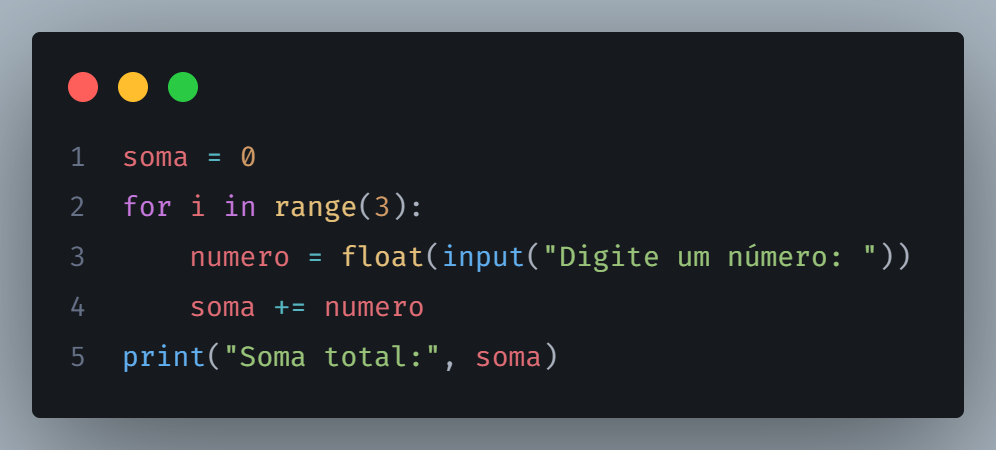 1 soma = 0
2 for i in range(3):
3     numero = float(input("Digite um número: "))
4     soma += numero
5 print("Soma total:", soma)